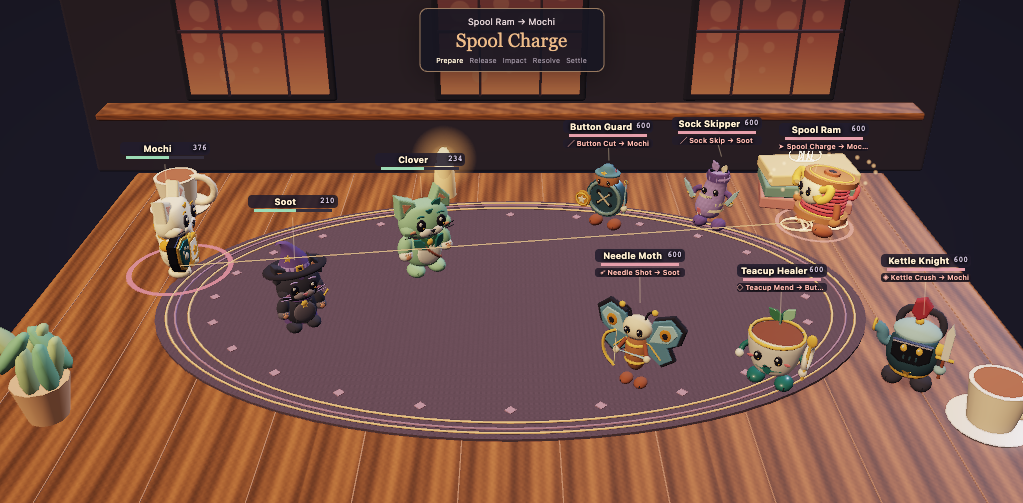 Spool Ram → Mochi
Spool Charge
Prepare Release Impact Resolve Settle
Mochi 376
Soot 210
Clover 234
Button Guard 600
Button Cut → Mochi
Sock Skipper 600
Sock Skip → Soot
Spool Ram 600
Spool Charge → Moc...
Needle Moth 600
Needle Shot → Soot
Teacup Healer 600
Teacup Mend → But...
Kettle Knight 600
Kettle Crush → Mochi